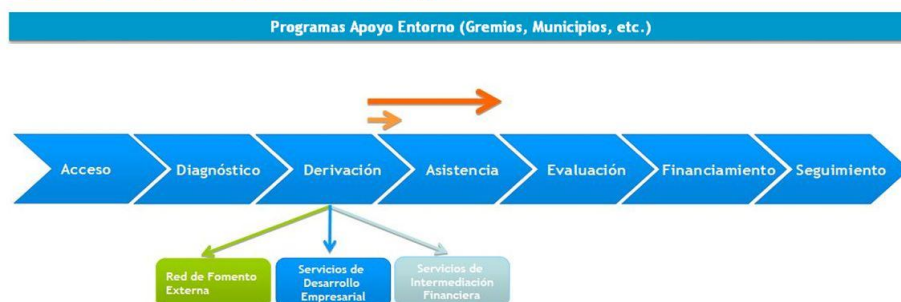 Programas Apoyo Entorno (Gremios, Municipios, etc.)
Acceso
Diagnóstico
Derivación
Asistencia
Evaluación
Financiamiento
Seguimiento
Red de Fomento
Externa
Servicios de
Desarrollo
Empresarial
Servicios de
Intermediación
Financiera